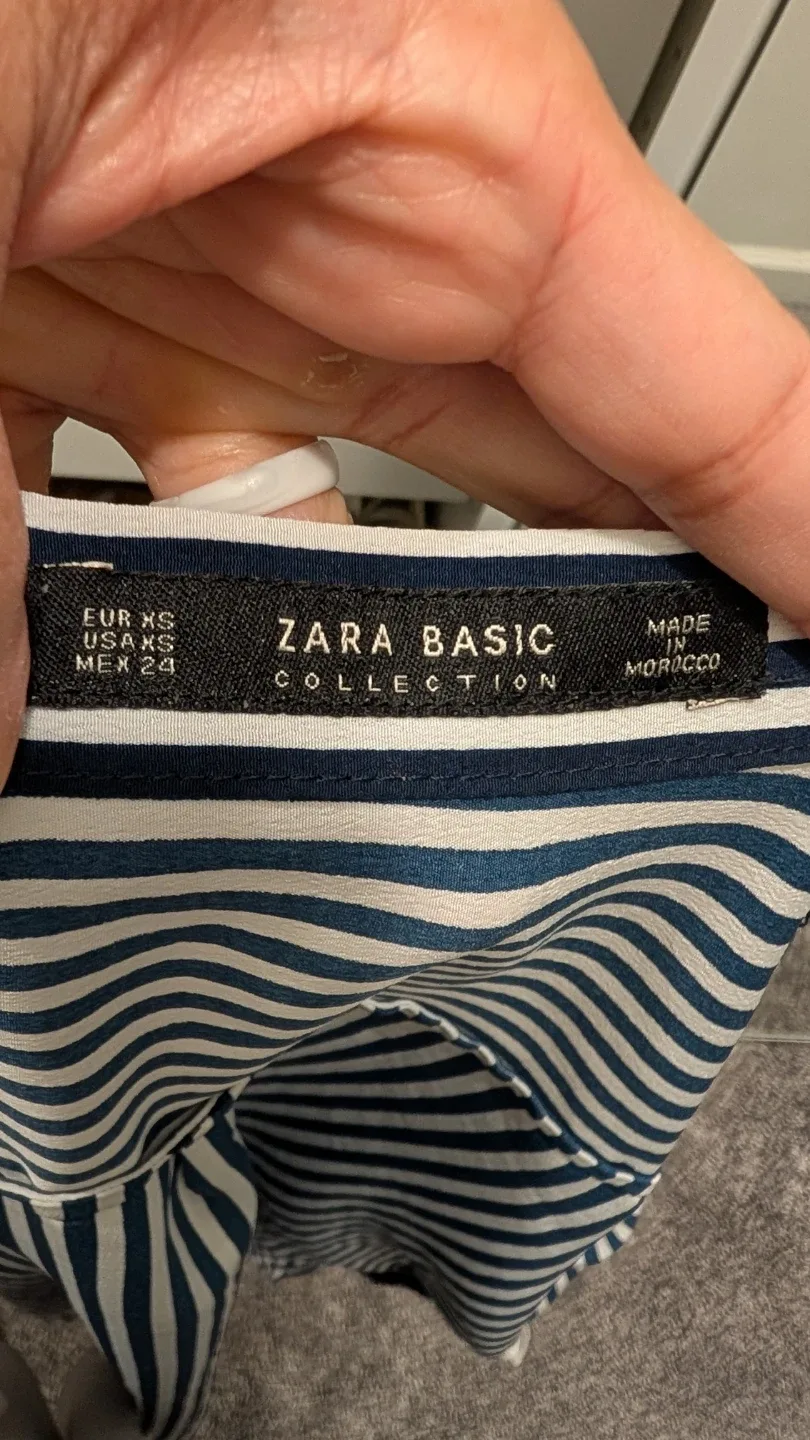 EUR XS
USA XS
MEX 24
ZARA BASIC
COLLECTION
MADE
IN
MOROCCO